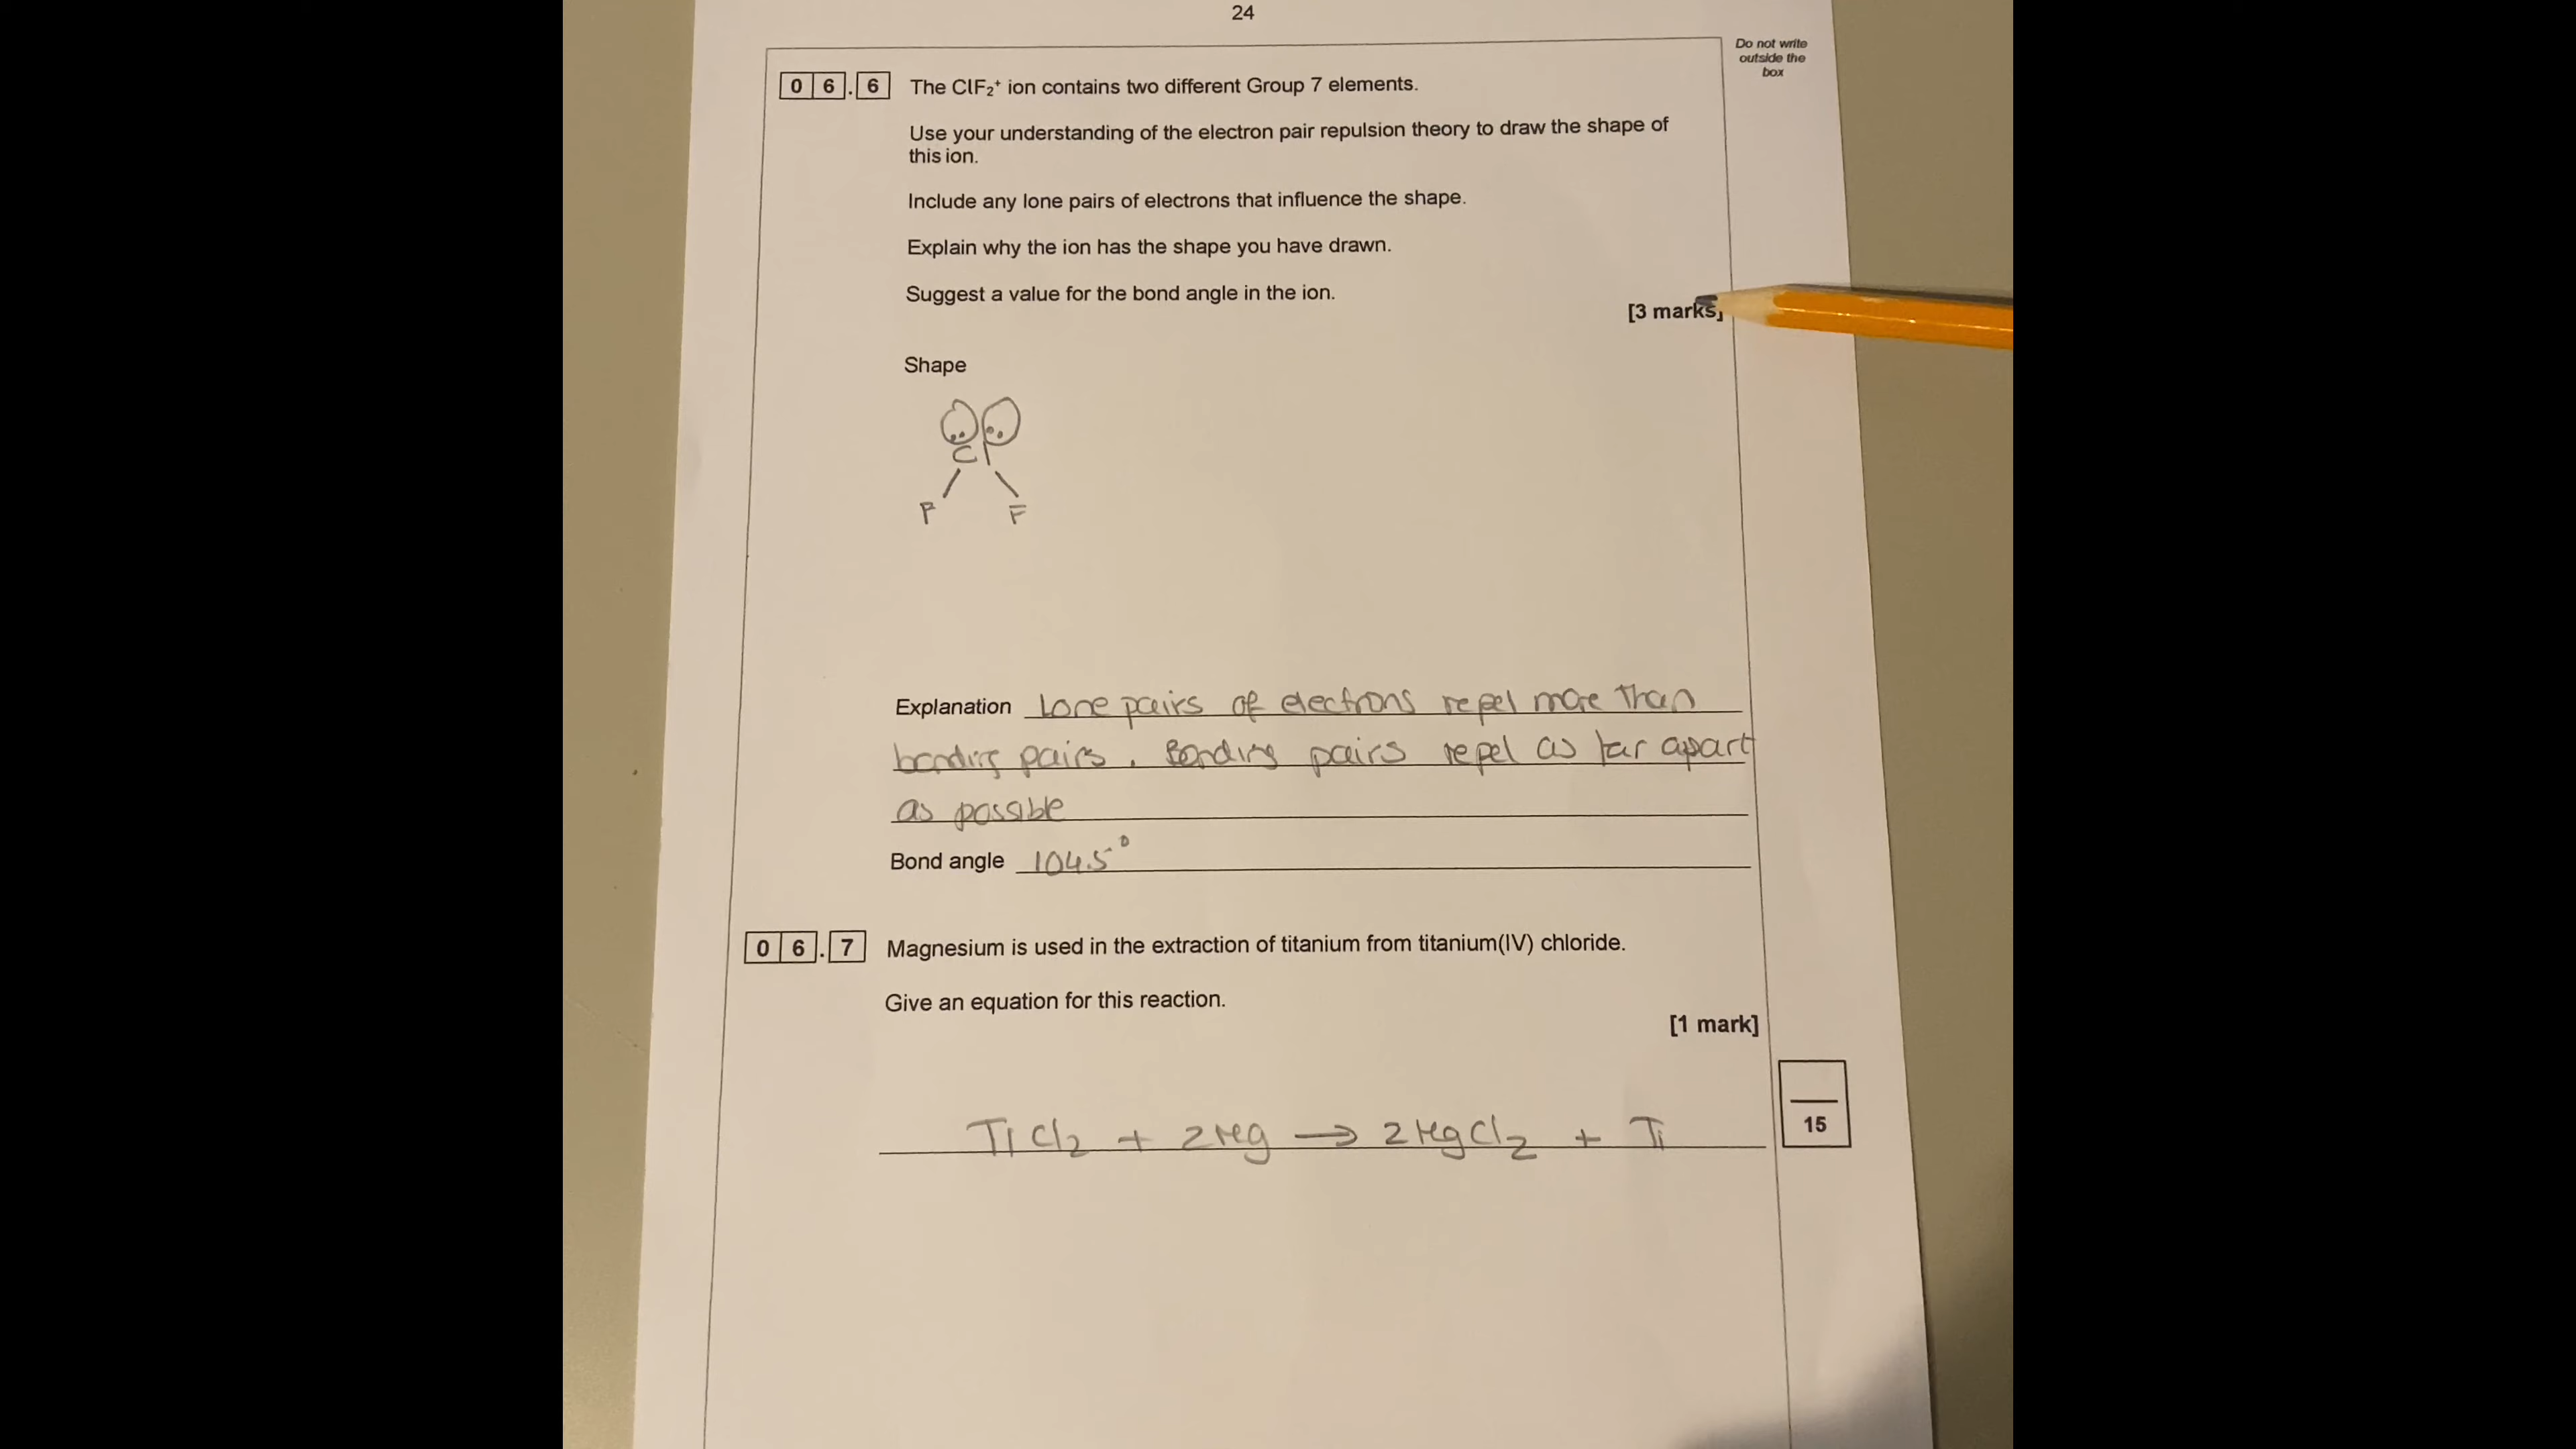 24
Do not write
outside the
box
0 6 . 6 The ClF₂⁺ ion contains two different Group 7 elements.
Use your understanding of the electron pair repulsion theory to draw the shape of
this ion.
Include any lone pairs of electrons that influence the shape.
Explain why the ion has the shape you have drawn.
Suggest a value for the bond angle in the ion.
[3 marks]
Shape
Cl
F F
Explanation Lone pairs of electrons repel more than
bonding pairs. Bonding pairs repel as far apart
as possible
Bond angle 104.5°
0 6 . 7 Magnesium is used in the extraction of titanium from titanium(IV) chloride.
Give an equation for this reaction.
[1 mark]
TiCl₂ + 2Mg → 2MgCl₂ + Ti
15